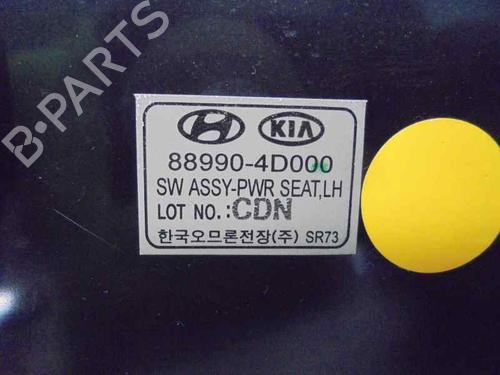 KIA
88990-4D000
SW ASSY-PWR SEAT,LH
LOT NO.:CDN
한국오므론전장(주) SR73
B-PARTS